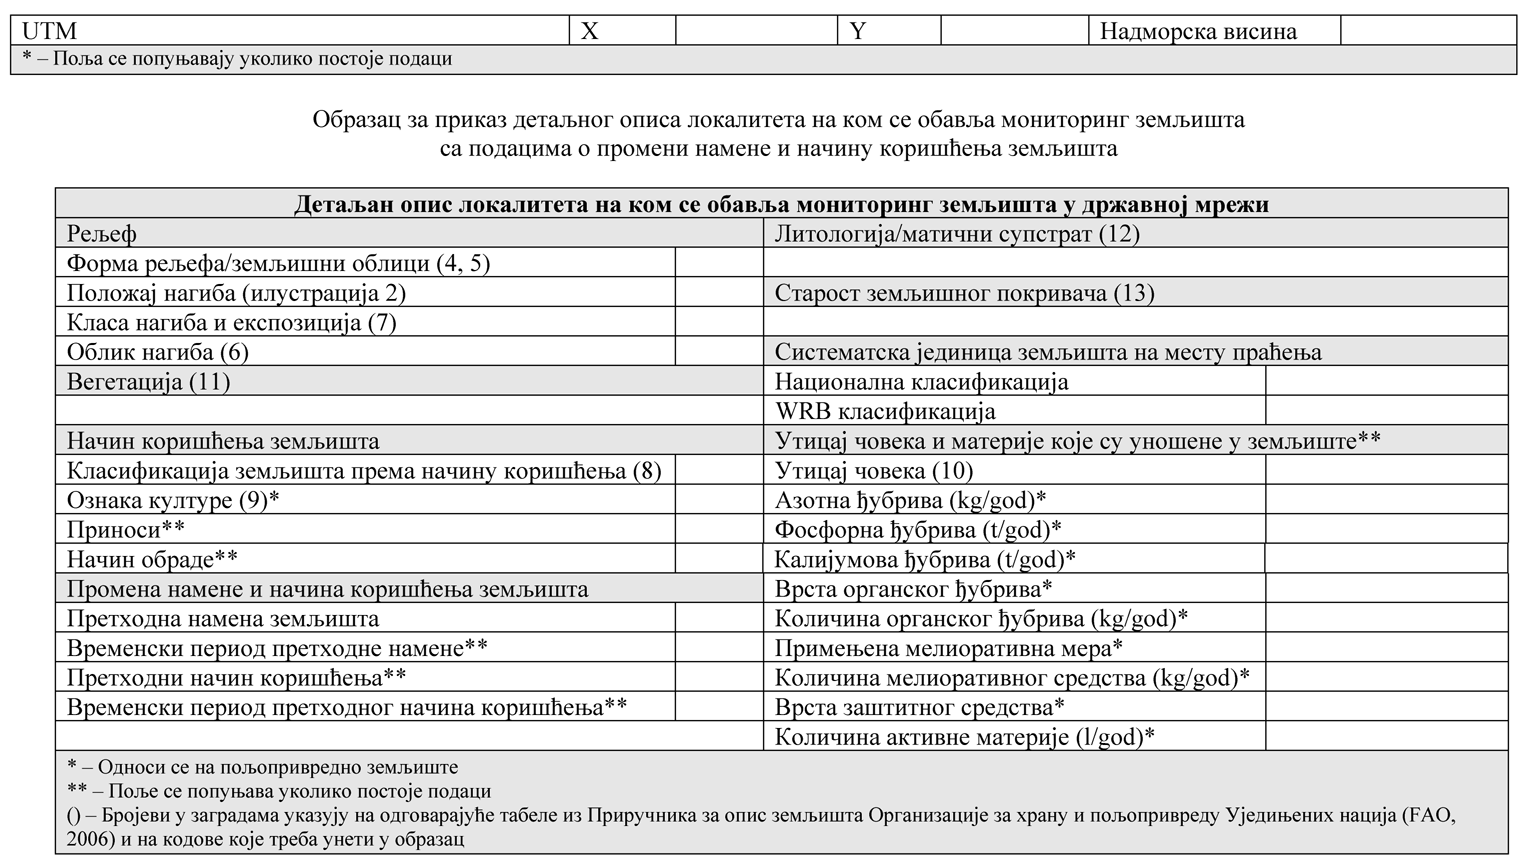 UTM X Y Надморска висина
* – Поља се попуњавају уколико постоје подаци
Образац за приказ детаљног описа локалитета на ком се обавља мониторинг земљишта
са подацима о промени намене и начину коришћења земљишта
Детаљан опис локалитета на ком се обавља мониторинг земљишта у државној мрежи
Рељеф Литологија/матични супстрат (12)
Форма рељефа/земљишни облици (4, 5)
Положај нагиба (илустрација 2) Старост земљишног покривача (13)
Класа нагиба и експозиција (7)
Облик нагиба (6) Систематска јединица земљишта на месту праћења
Вегетација (11) Национална класификација
WRB класификација
Начин коришћења земљишта Утицај човека и материје које су уношене у земљиште**
Класификација земљишта према начину коришћења (8) Утицај човека (10)
Ознака културе (9)* Азотна ђубрива (kg/god)*
Приноси** Фосфорна ђубрива (t/god)*
Начин обраде** Калијумова ђубрива (t/god)*
Промена намене и начина коришћења земљишта Врста органског ђубрива*
Претходна намена земљишта Количина органског ђубрива (kg/god)*
Временски период претходне намене** Примењена мелиоративна мера*
Претходни начин коришћења** Количина мелиоративног средства (kg/god)*
Временски период претходног начина коришћења** Врста заштитног средства*
Количина активне материје (l/god)*
* – Односи се на пољопривредно земљиште
** – Поље се попуњава уколико постоје подаци
() – Бројеви у заградама указују на одговарајуће табеле из Приручника за опис земљишта Организације за храну и пољопривреду Уједињених нација (FAO,
2006) и на кодове које треба унети у образац